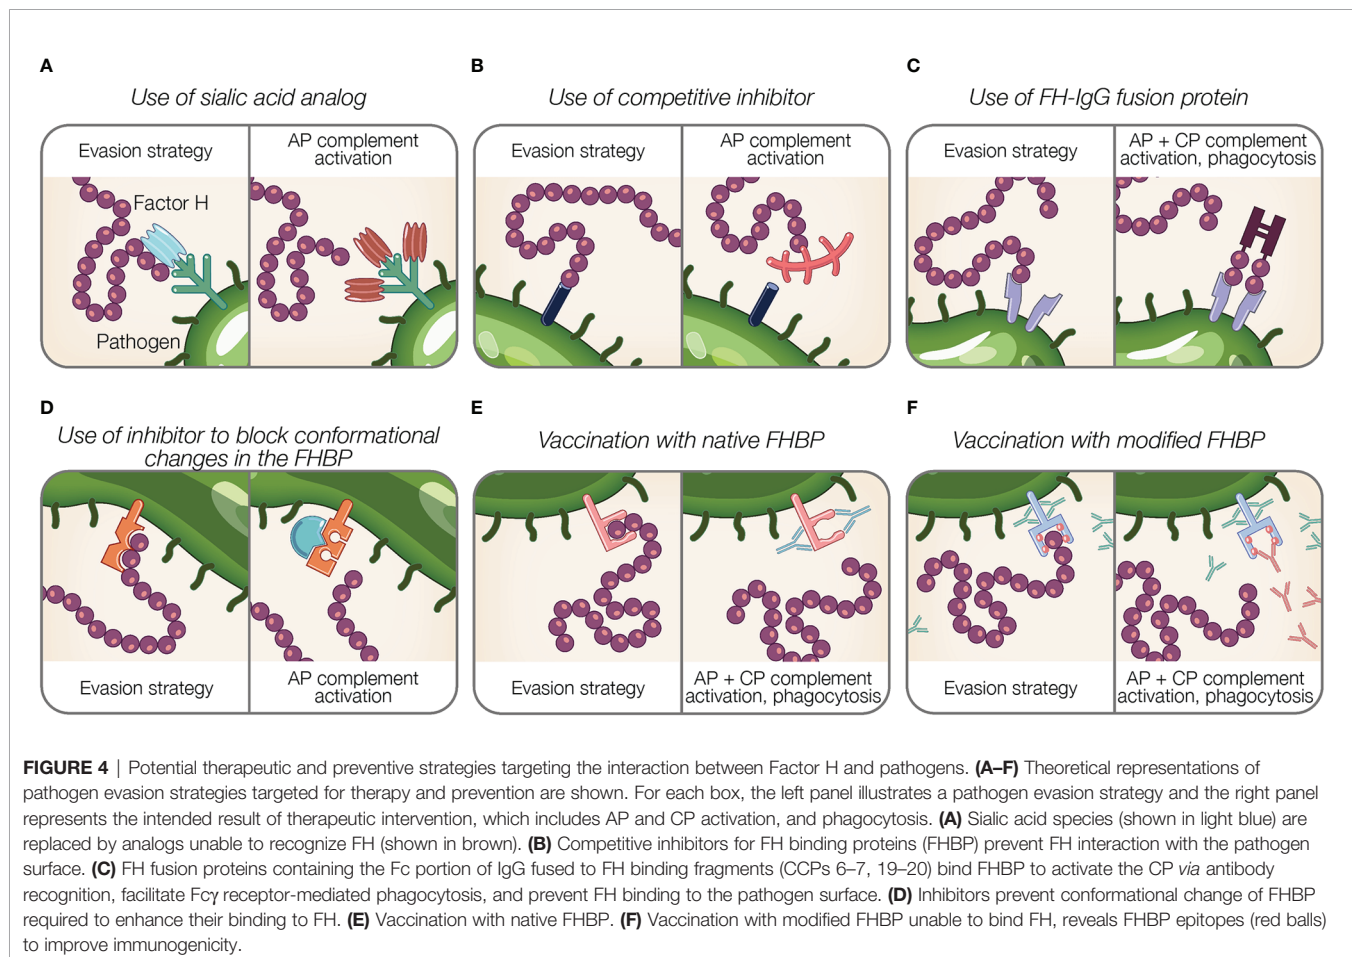 A
Use of sialic acid analog
Evasion strategy
AP complement
activation
Factor H
Pathogen
B
Use of competitive inhibitor
Evasion strategy
AP complement
activation
C
Use of FH-IgG fusion protein
Evasion strategy
AP + CP complement
activation, phagocytosis
D
Use of inhibitor to block conformational
changes in the FHBP
Evasion strategy
AP complement
activation
E
Vaccination with native FHBP
Evasion strategy
AP + CP complement
activation, phagocytosis
F
Vaccination with modified FHBP
Evasion strategy
AP + CP complement
activation, phagocytosis
FIGURE 4 | Potential therapeutic and preventive strategies targeting the interaction between Factor H and pathogens. (A–F) Theoretical representations of
pathogen evasion strategies targeted for therapy and prevention are shown. For each box, the left panel illustrates a pathogen evasion strategy and the right panel
represents the intended result of therapeutic intervention, which includes AP and CP activation, and phagocytosis. (A) Sialic acid species (shown in light blue) are
replaced by analogs unable to recognize FH (shown in brown). (B) Competitive inhibitors for FH binding proteins (FHBP) prevent FH interaction with the pathogen
surface. (C) FH fusion proteins containing the Fc portion of IgG fused to FH binding fragments (CCPs 6–7, 19–20) bind FHBP to activate the CP via antibody
recognition, facilitate Fcγ receptor-mediated phagocytosis, and prevent FH binding to the pathogen surface. (D) Inhibitors prevent conformational change of FHBP
required to enhance their binding to FH. (E) Vaccination with native FHBP. (F) Vaccination with modified FHBP unable to bind FH, reveals FHBP epitopes (red balls)
to improve immunogenicity.